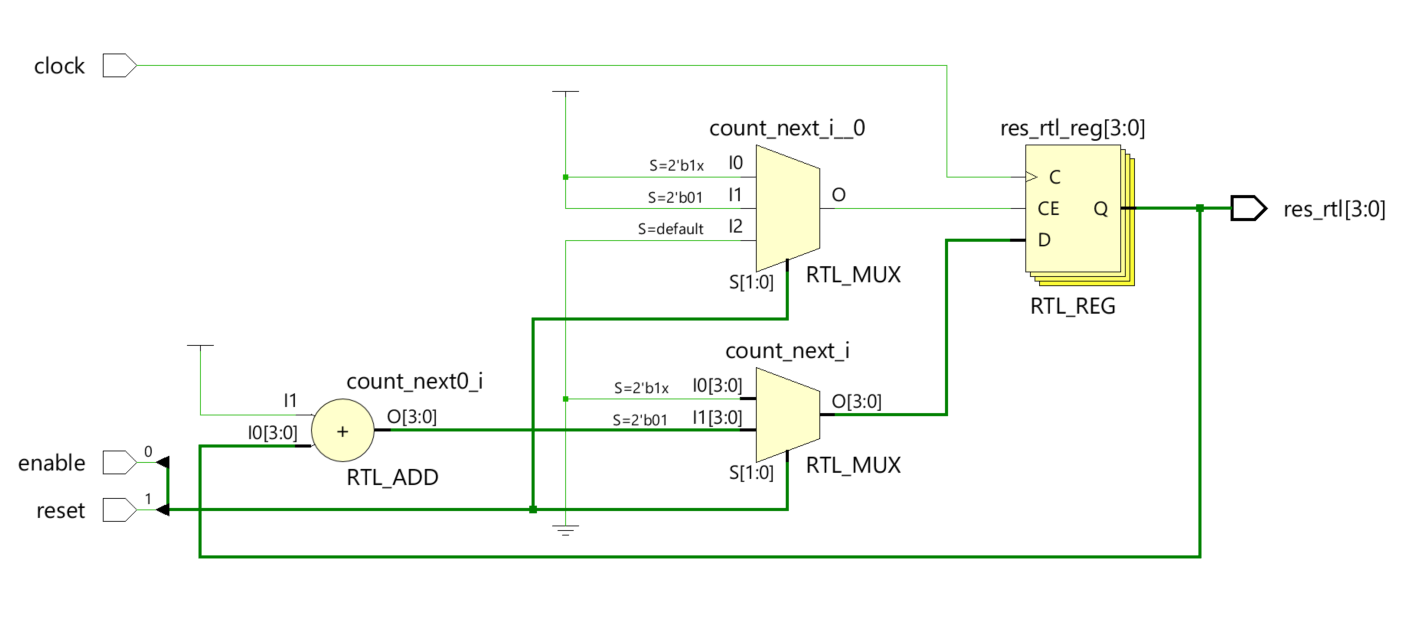 clock
count_next_i__0
res_rtl_reg[3:0]
S=2'b1x
I0
S=2'b01
I1
S=default
I2
O
S[1:0]
RTL_MUX
C
CE
Q
D
RTL_REG
res_rtl[3:0]
count_next_i
S=2'b1x
I0[3:0]
S=2'b01
I1[3:0]
O[3:0]
S[1:0]
RTL_MUX
count_next0_i
I1
I0[3:0]
+
O[3:0]
RTL_ADD
enable
0
reset
1